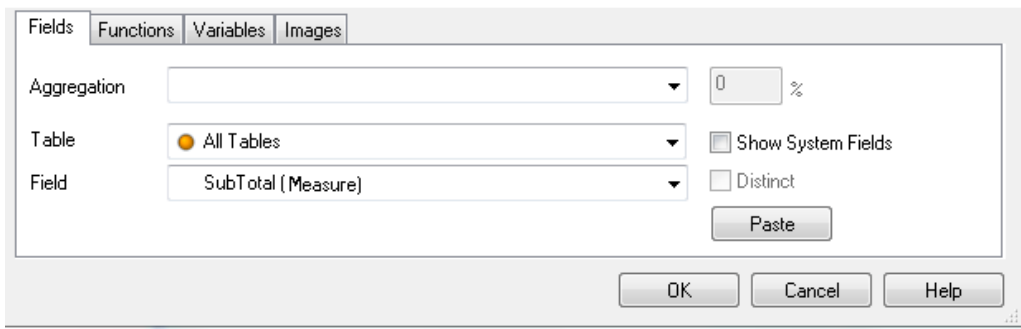 Fields Functions Variables Images
Aggregation 0 %
Table All Tables Show System Fields
Field SubTotal (Measure) Distinct
Paste
OK Cancel Help